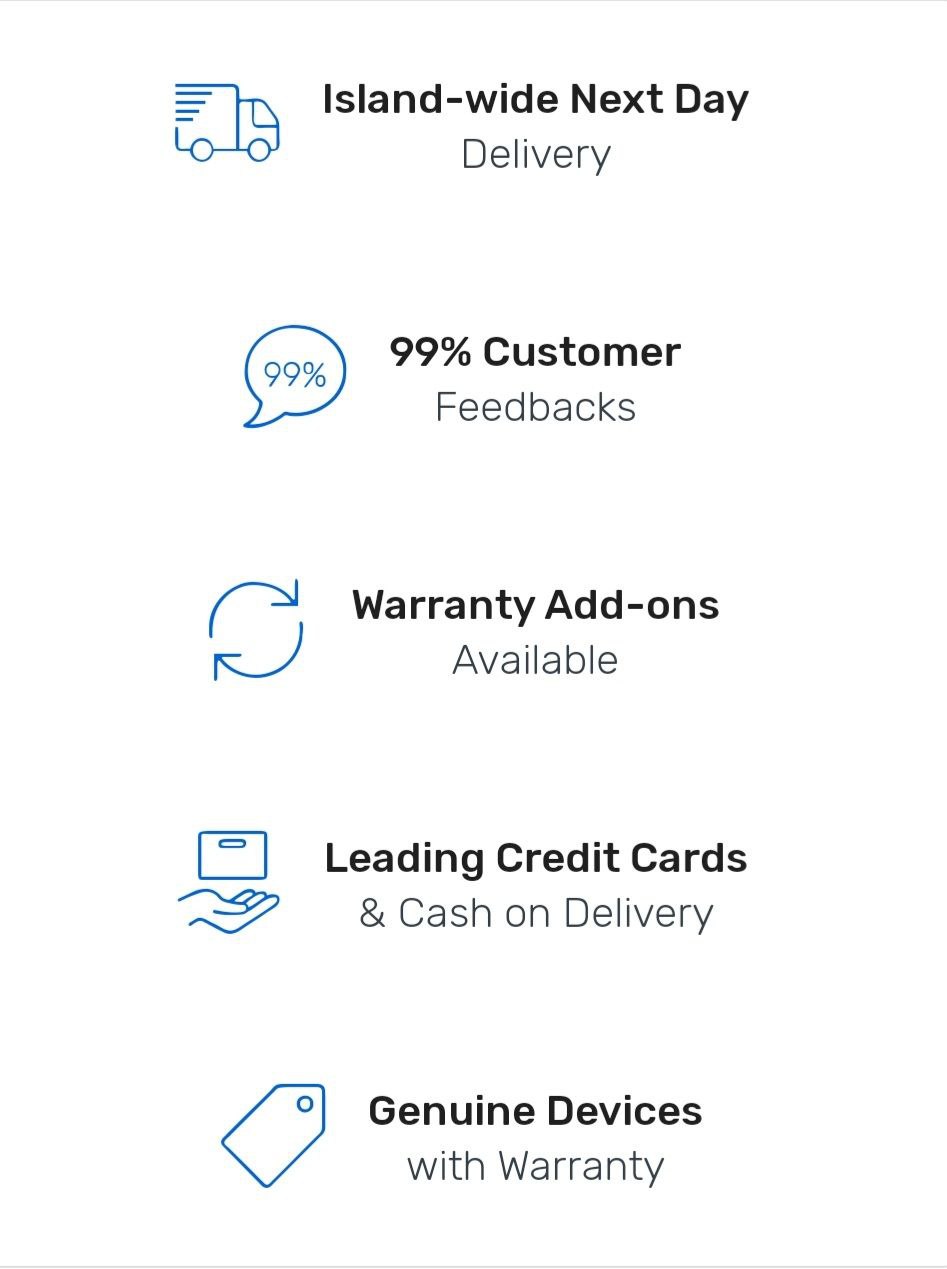 Island-wide Next Day
Delivery
99%
99% Customer
Feedbacks
Warranty Add-ons
Available
Leading Credit Cards
& Cash on Delivery
Genuine Devices
with Warranty